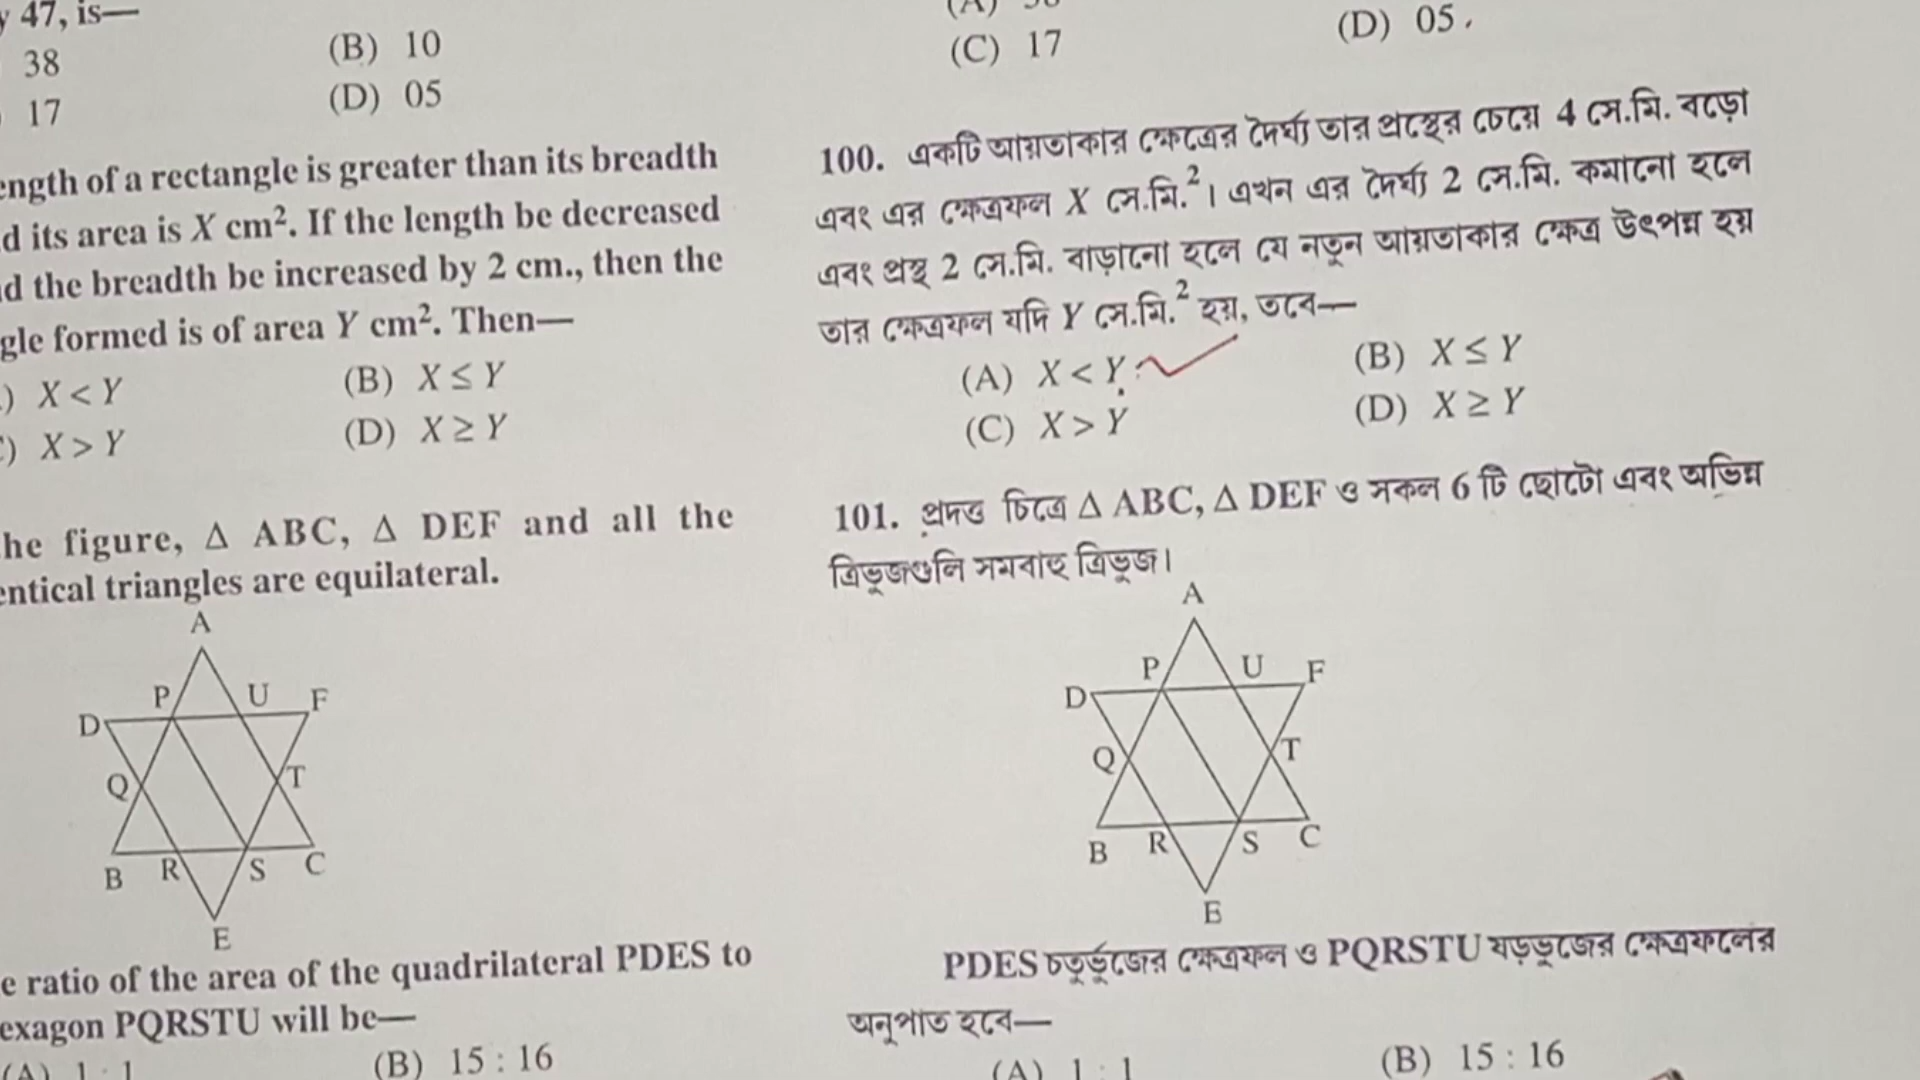 47, is—
38
(B) 10
17
(D) 05
ength of a rectangle is greater than its breadth
d its area is X cm². If the length be decreased
d the breadth be increased by 2 cm., then the
gle formed is of area Y cm². Then—
) X < Y
(B) X ≤ Y
) X > Y
(D) X ≥ Y
he figure, Δ ABC, Δ DEF and all the
entical triangles are equilateral.
A
P U F
D
Q T
B R S C
E
e ratio of the area of the quadrilateral PDES to
exagon PQRSTU will be—
(A) 1 : 1
(B) 15 : 16
(C) 17
(D) 05
100. একটি আয়তাকার ক্ষেত্রের দৈর্ঘ্য তার প্রস্থের চেয়ে 4 সে.মি. বড়ো
এবং এর ক্ষেত্রফল X সে.মি.²। এখন এর দৈর্ঘ্য 2 সে.মি. কমানো হলে
এবং প্রস্থ 2 সে.মি. বাড়ানো হলে যে নতুন আয়তাকার ক্ষেত্র উৎপন্ন হয়
তার ক্ষেত্রফল যদি Y সে.মি.² হয়, তবে—
(A) X < Y
(B) X ≤ Y
(C) X > Y
(D) X ≥ Y
101. প্রদত্ত চিত্রে Δ ABC, Δ DEF ও সকল 6 টি ছোটো এবং অভিন্ন
ত্রিভূজগুলি সমবাহু ত্রিভূজ।
A
P U F
D
Q T
B R S C
E
PDES চতুর্ভূজের ক্ষেত্রফল ও PQRSTU ষড়ভূজের ক্ষেত্রফলের
অনুপাত হবে—
(A) 1 : 1
(B) 15 : 16